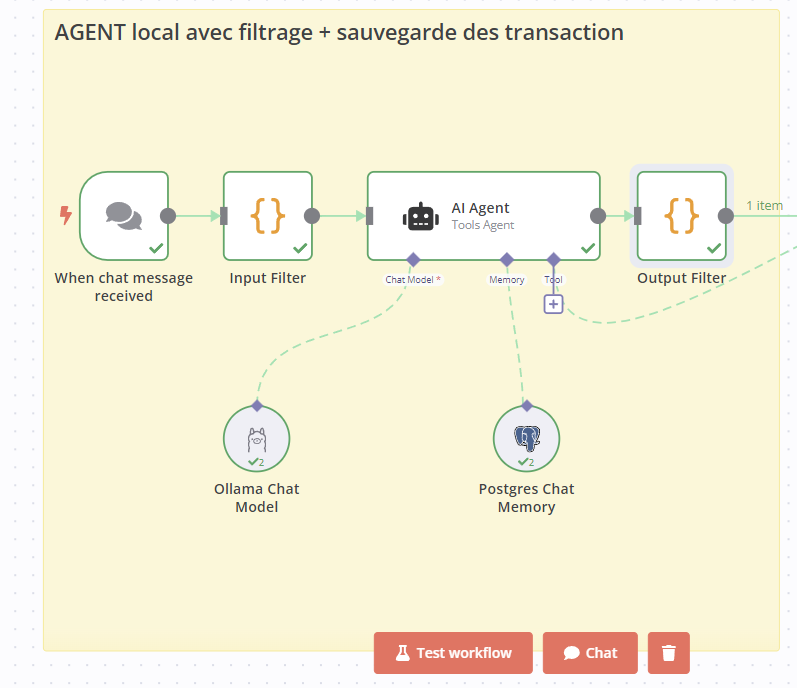 AGENT local avec filtrage + sauvegarde des transaction
AI Agent
Tools Agent
1 item
When chat message
received
Input Filter
Chat Model *
Memory
Tool
Output Filter
2
2
Ollama Chat
Model
Postgres Chat
Memory
Test workflow
Chat